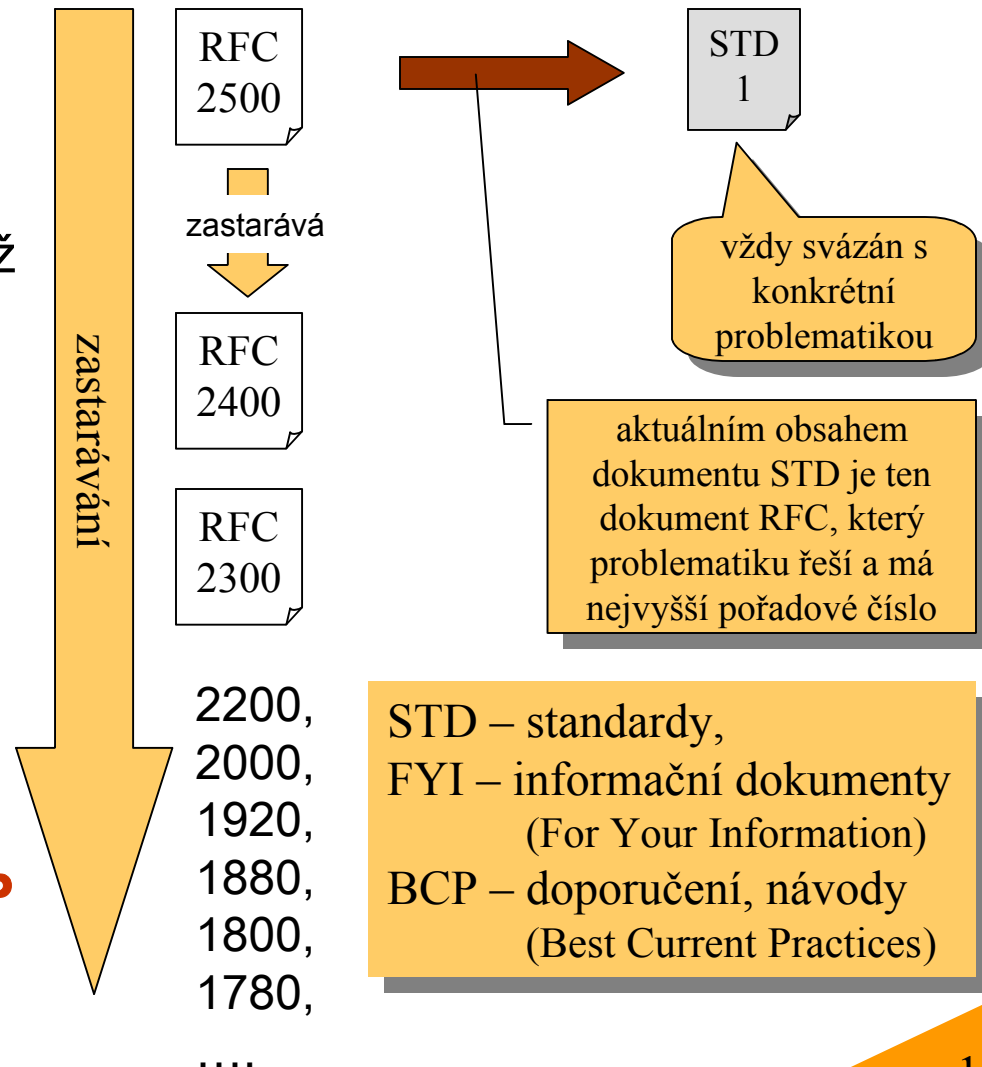 RFC
2500
STD
1
zastarává
ž
vždy svázán s
konkrétní
problematikou
zastarávání
RFC
2400
aktuálním obsahem
dokumentu STD je ten
dokument RFC, který
problematiku řeší a má
nejvyšší pořadové číslo
RFC
2300
2200,
2000,
1920,
1880,
1800,
1780,
....
STD – standardy,
FYI – informační dokumenty
(For Your Information)
BCP – doporučení, návody
(Best Current Practices)